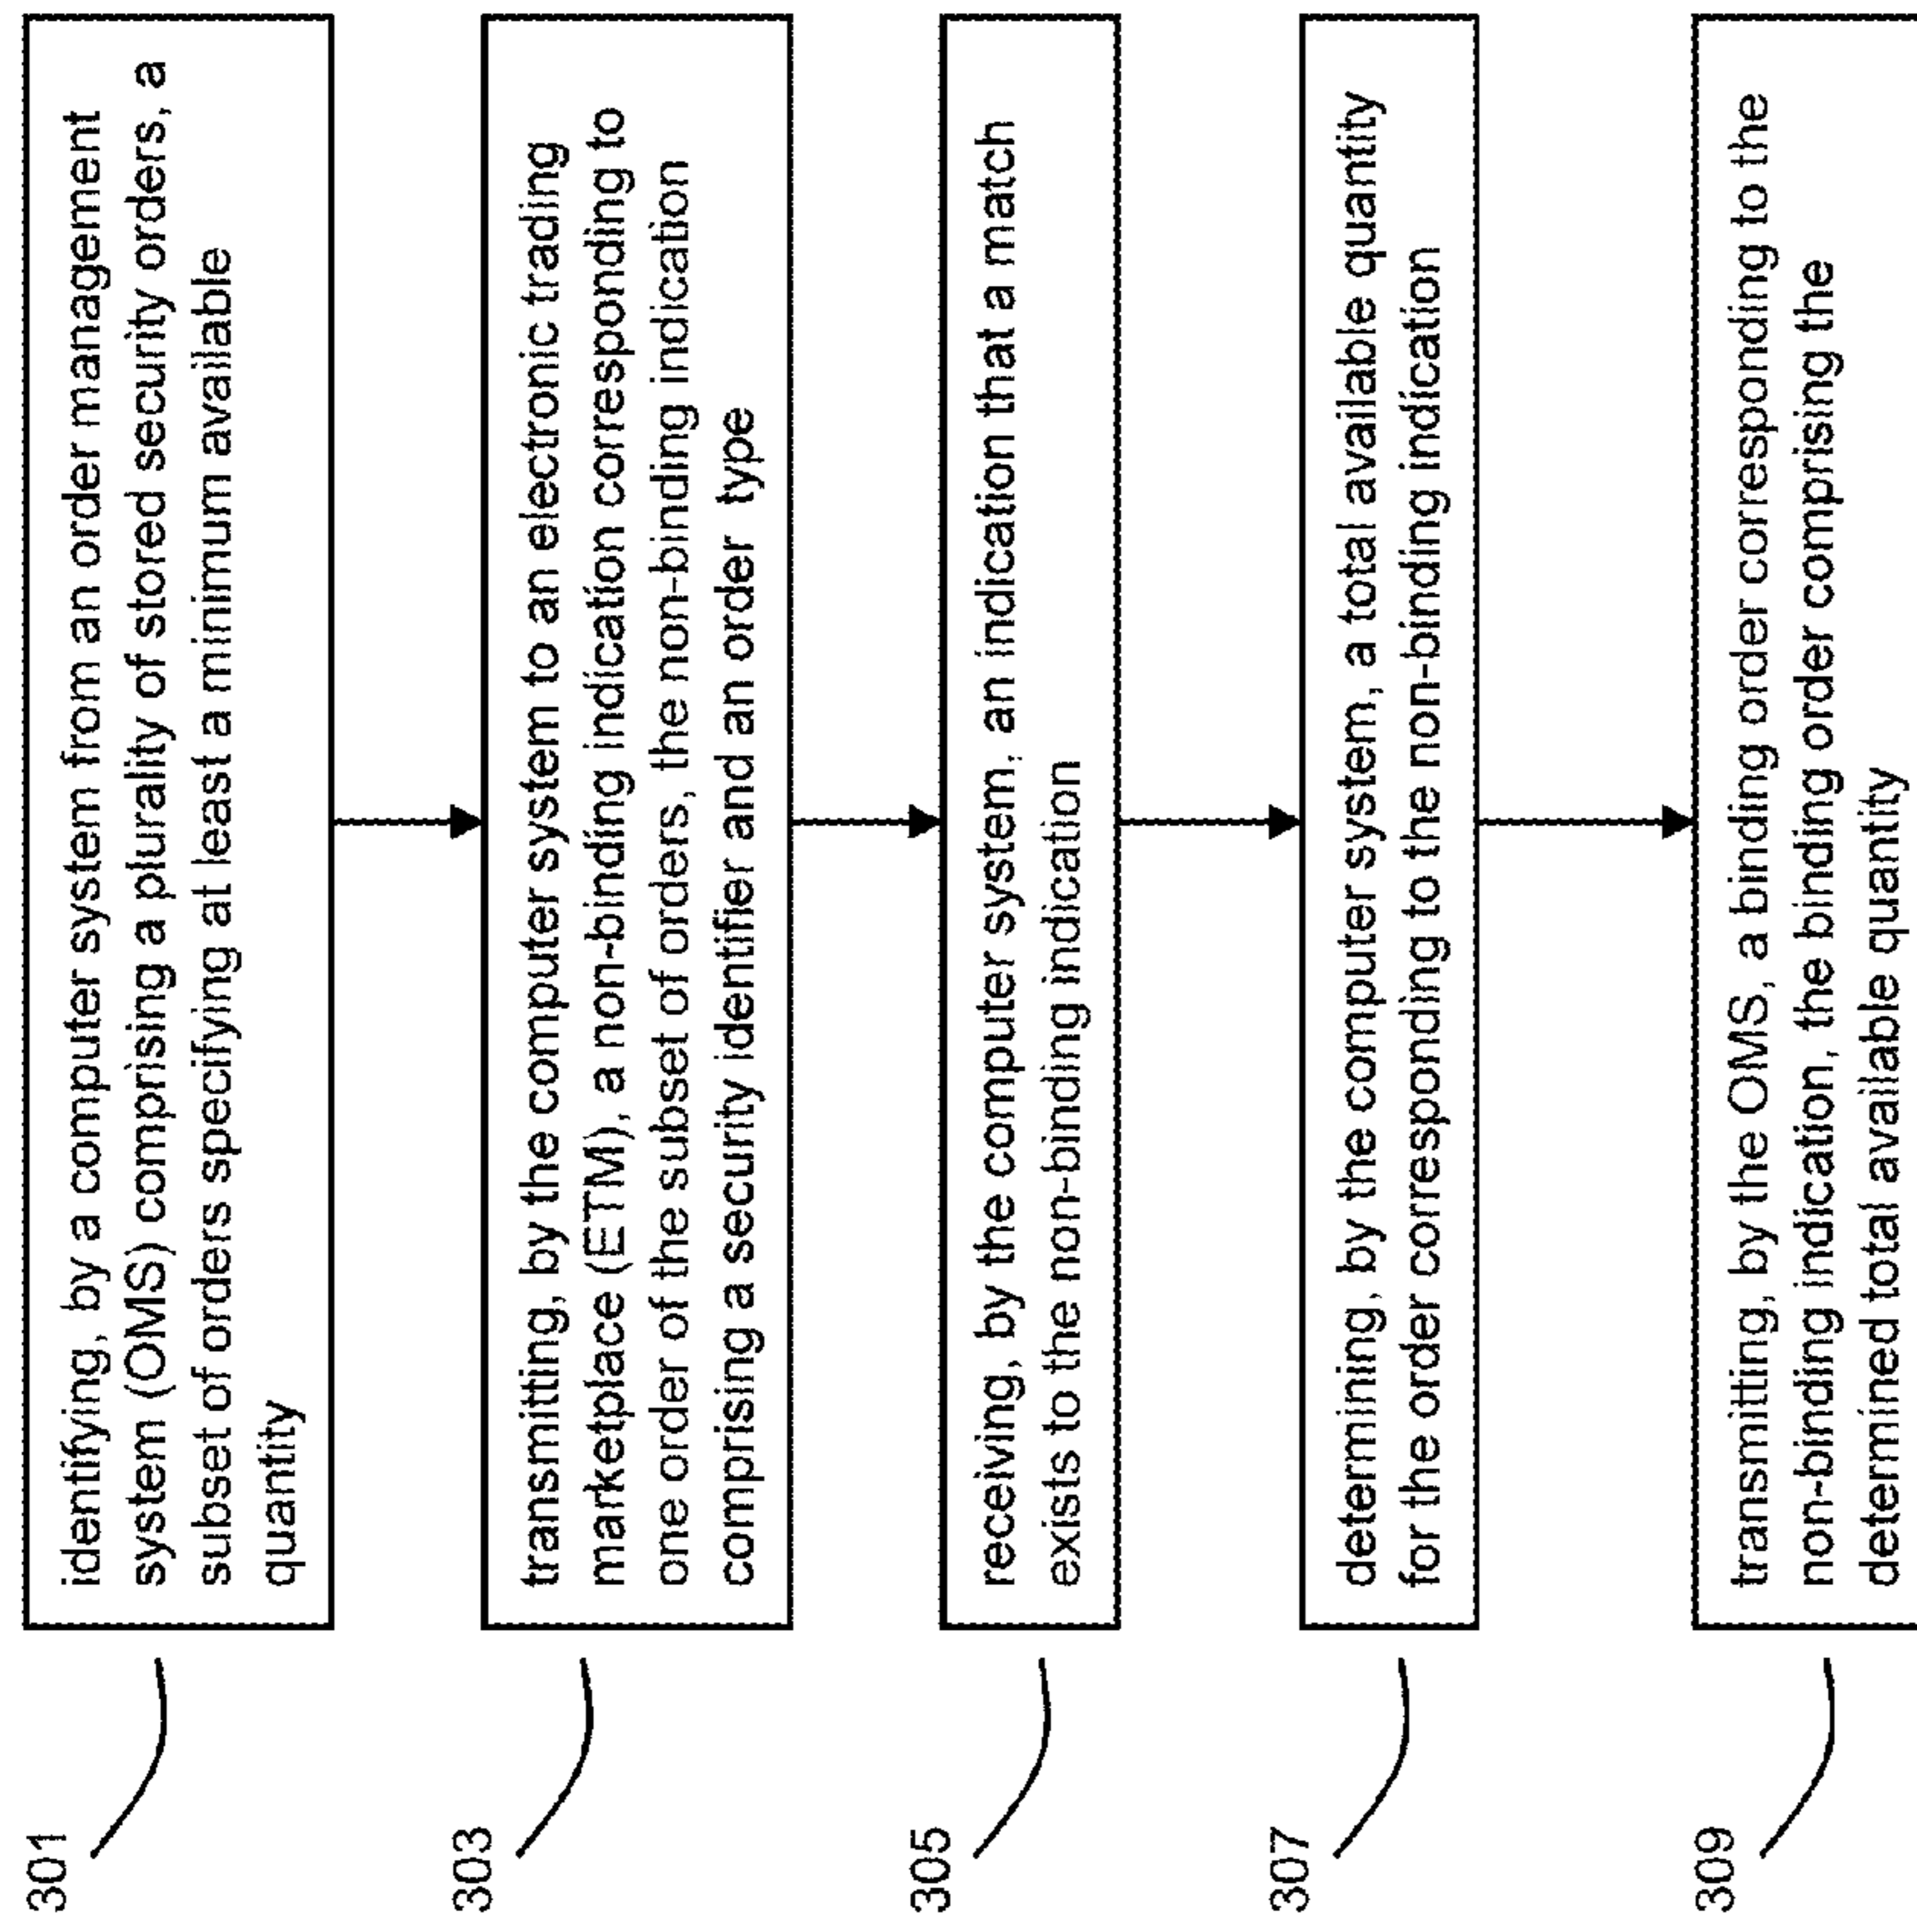 301
identifying, by a computer system from an order management
system (OMS) comprising a plurality of stored security orders, a
subset of orders specifying at least a minimum available
quantity
303
transmitting, by the computer system to an electronic trading
marketplace (ETM), a non-binding indication corresponding to
one order of the subset of orders, the non-binding indication
comprising a security identifier and an order type
305
receiving, by the computer system, an indication that a match
exists to the non-binding indication
307
determining, by the computer system, a total available quantity
for the order corresponding to the non-binding indication
309
transmitting, by the OMS, a binding order corresponding to the
non-binding indication, the binding order comprising the
determined total available quantity